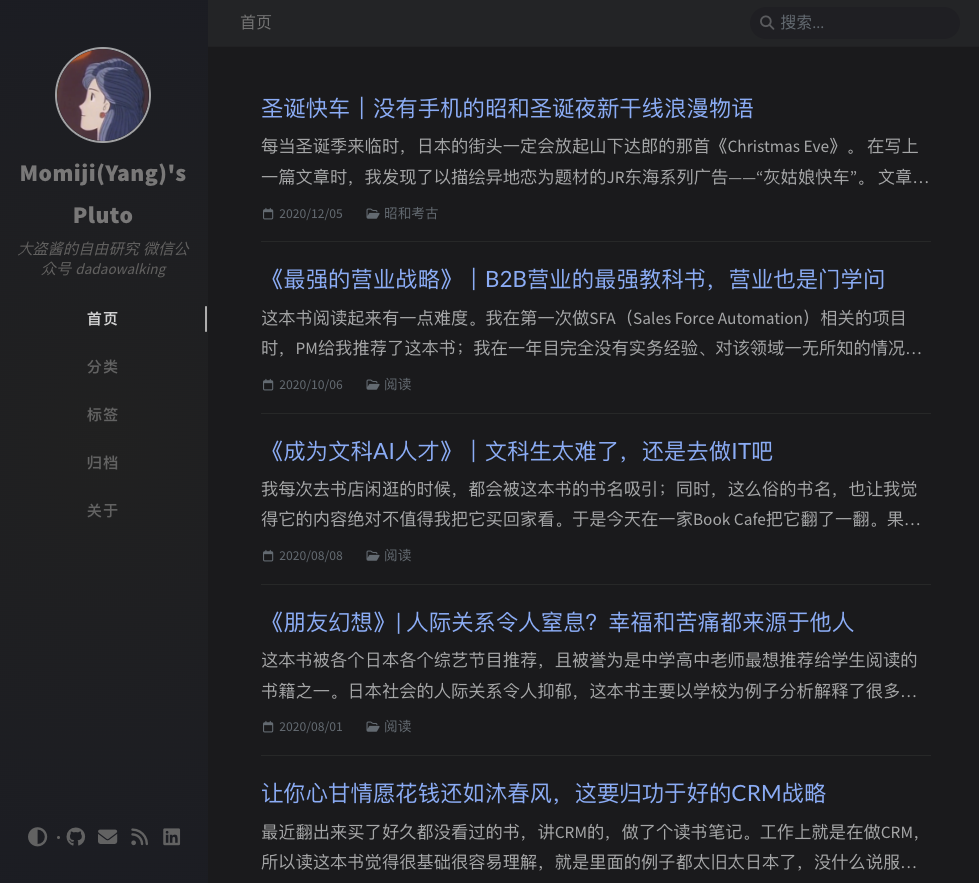 首页
搜索...
Momiji(Yang)'s
Pluto
大盗酱的自由研究 微信公
众号 dadaowalking
首页
分类
标签
归档
关于
圣诞快车｜没有手机的昭和圣诞夜新干线浪漫物语
每当圣诞季来临时，日本的街头一定会放起山下达郎的那首《Christmas Eve》。 在写上
一篇文章时，我发现了以描绘异地恋为题材的JR东海系列广告——“灰姑娘快车”。 文章…
2020/12/05 昭和考古
《最强的营业战略》｜B2B营业的最强教科书，营业也是门学问
这本书阅读起来有一点难度。我在第一次做SFA（Sales Force Automation）相关的项目
时，PM给我推荐了这本书；我在一年目完全没有实务经验、对该领域一无所知的情况…
2020/10/06 阅读
《成为文科AI人才》｜文科生太难了，还是去做IT吧
我每次去书店闲逛的时候，都会被这本书的书名吸引；同时，这么俗的书名，也让我觉
得它的内容绝对不值得我把它买回家看。于是今天在一家Book Cafe把它翻了一翻。果…
2020/08/08 阅读
《朋友幻想》| 人际关系令人窒息？幸福和苦痛都来源于他人
这本书被各个日本各个综艺节目推荐，且被誉为是中学高中老师最想推荐给学生阅读的
书籍之一。日本社会的人际关系令人抑郁，这本书主要以学校为例子分析解释了很多…
2020/08/01 阅读
让你心甘情愿花钱还如沐春风，这要归功于好的CRM战略
最近翻出来买了好久都没看过的书，讲CRM的，做了个读书笔记。工作上就是在做CRM，
所以读这本书觉得很基础很容易理解，就是里面的例子都太旧太日本了，没什么说服…